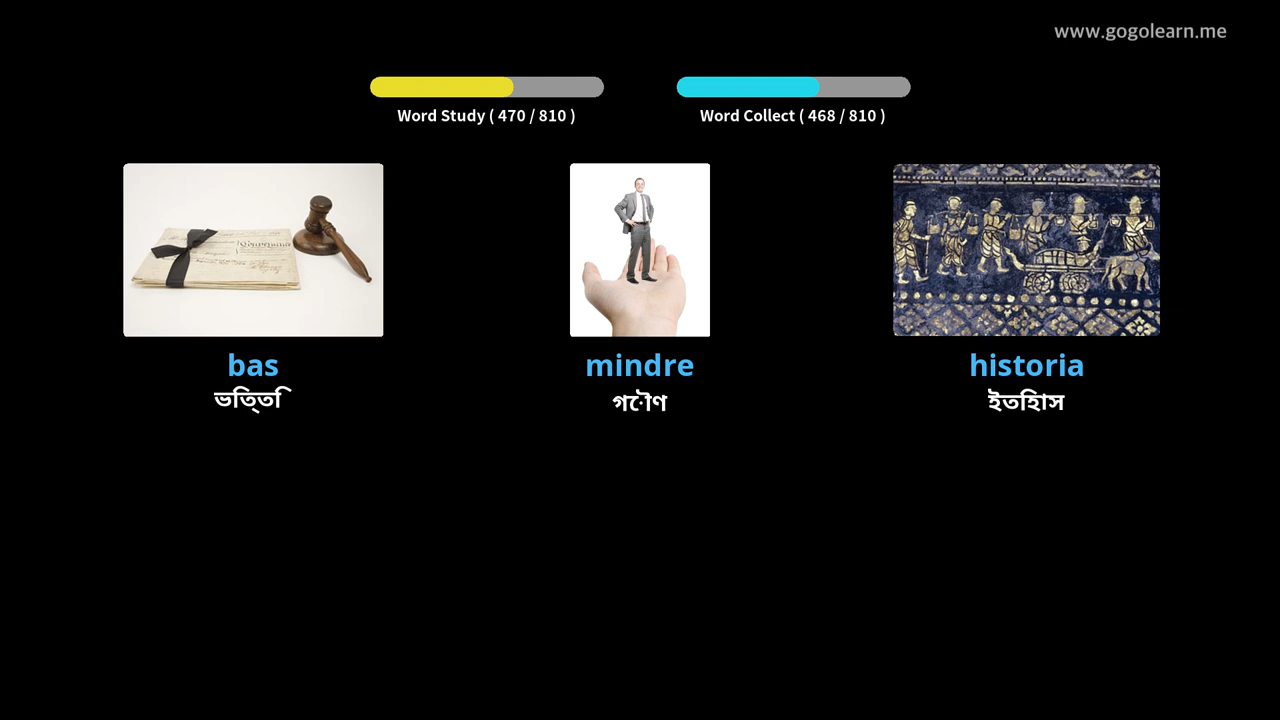 www.gogolearn.me
Word Study ( 470 / 810 )
Word Collect ( 468 / 810 )
bas
mindre
historia
ভিত্তি
গৌণ
ইতিহাস